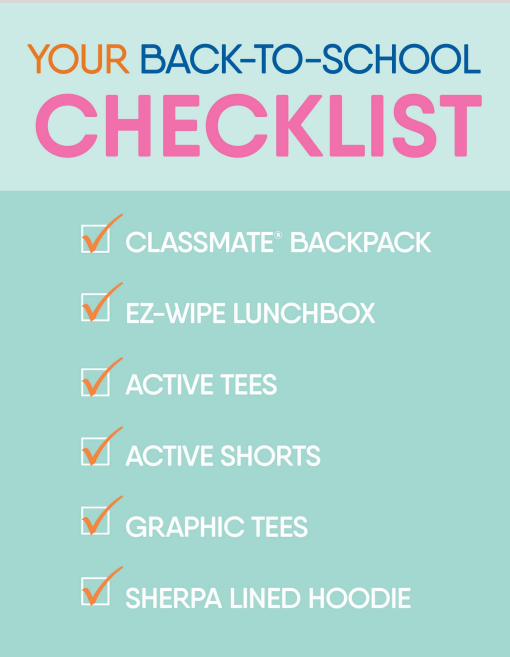 YOUR BACK-TO-SCHOOL
CHECKLIST
CLASSMATE® BACKPACK
EZ-WIPE LUNCHBOX
ACTIVE TEES
ACTIVE SHORTS
GRAPHIC TEES
SHERPA LINED HOODIE